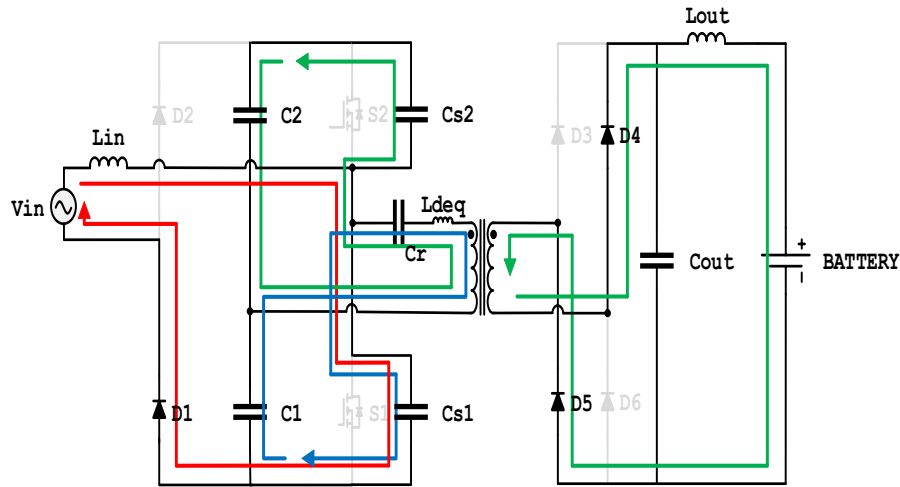 Lout
D2
C2
S2
Cs2
D3
D4
Lin
Vin
Ldeq
Cr
Cout
+
BATTERY
-
D1
C1
S1
Cs1
D5
D6